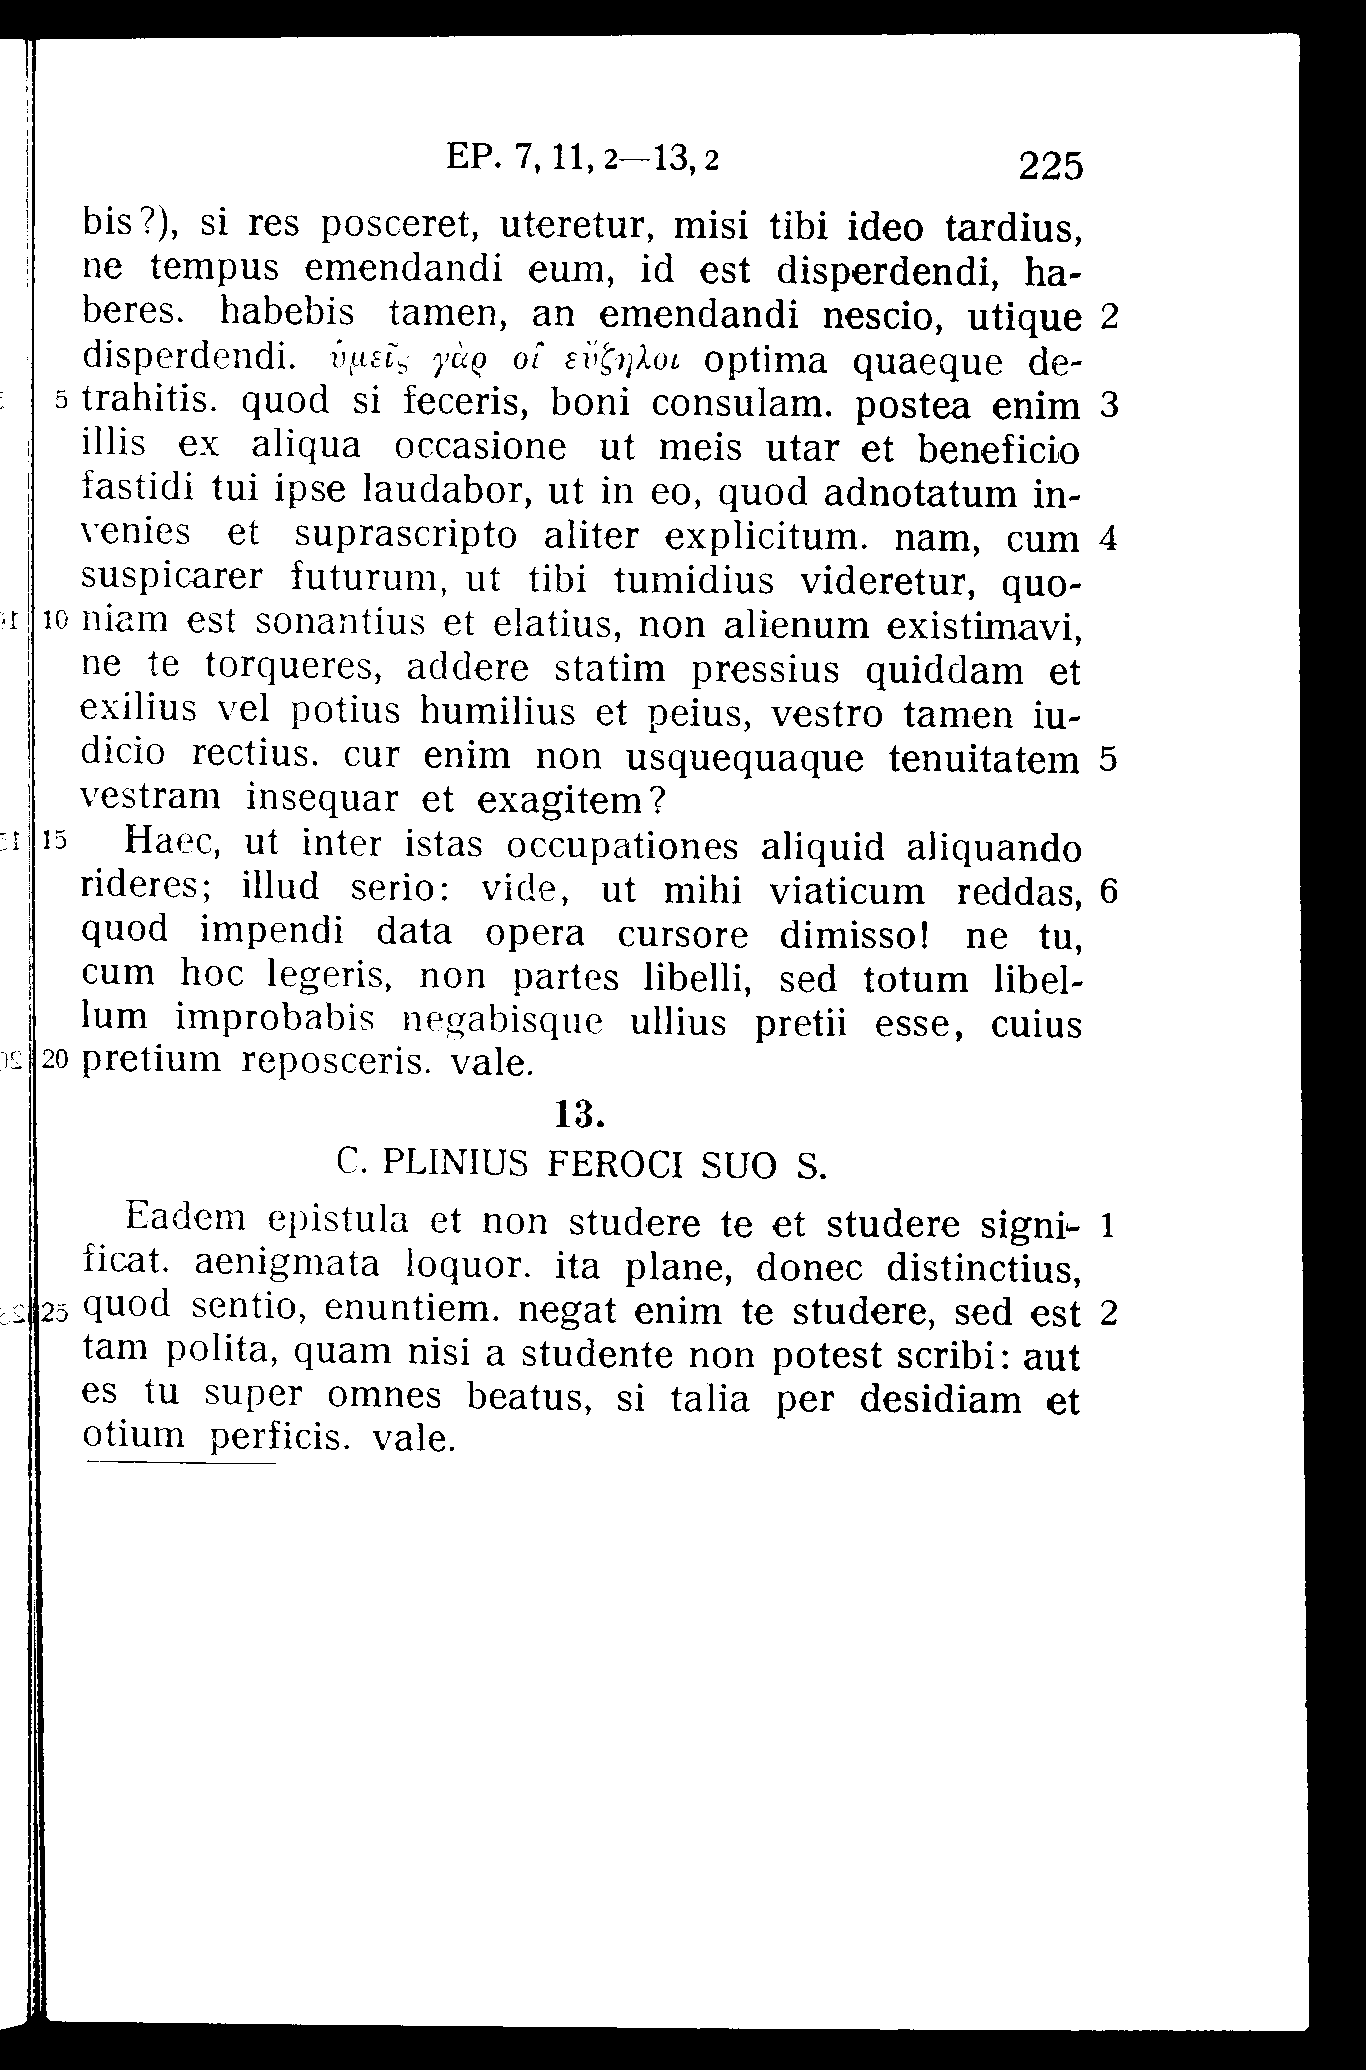 EP. 7, 11, 2—13, 2 225
bis?), si res posceret, uteretur, misi tibi ideo tardius,
ne tempus emendandi eum, id est disperdendi, ha-
beres. habebis tamen, an emendandi nescio, utique 2
disperdendi. ὑμεῖς γὰρ οἱ εὔζηλοι optima quaeque de-
5 trahitis. quod si feceris, boni consulam. postea enim 3
illis ex aliqua occasione ut meis utar et beneficio
fastidi tui ipse laudabor, ut in eo, quod adnotatum in-
venies et suprascripto aliter explicitum. nam, cum 4
suspicarer futurum, ut tibi tumidius videretur, quo-
10 niam est sonantius et elatius, non alienum existimavi,
ne te torqueres, addere statim pressius quiddam et
exilius vel potius humilius et peius, vestro tamen iu-
dicio rectius. cur enim non usquequaque tenuitatem 5
vestram insequar et exagitem?
15 Haec, ut inter istas occupationes aliquid aliquando
rideres; illud serio: vide, ut mihi viaticum reddas, 6
quod impendi data opera cursore dimisso! ne tu,
cum hoc legeris, non partes libelli, sed totum libel-
lum improbabis negabisque ullius pretii esse, cuius
20 pretium reposceris. vale.
13.
C. PLINIUS FEROCI SUO S.
Eadem epistula et non studere te et studere signi- 1
ficat. aenigmata loquor. ita plane, donec distinctius,
25 quod sentio, enuntiem. negat enim te studere, sed est 2
tam polita, quam nisi a studente non potest scribi: aut
es tu super omnes beatus, si talia per desidiam et
otium perficis. vale.